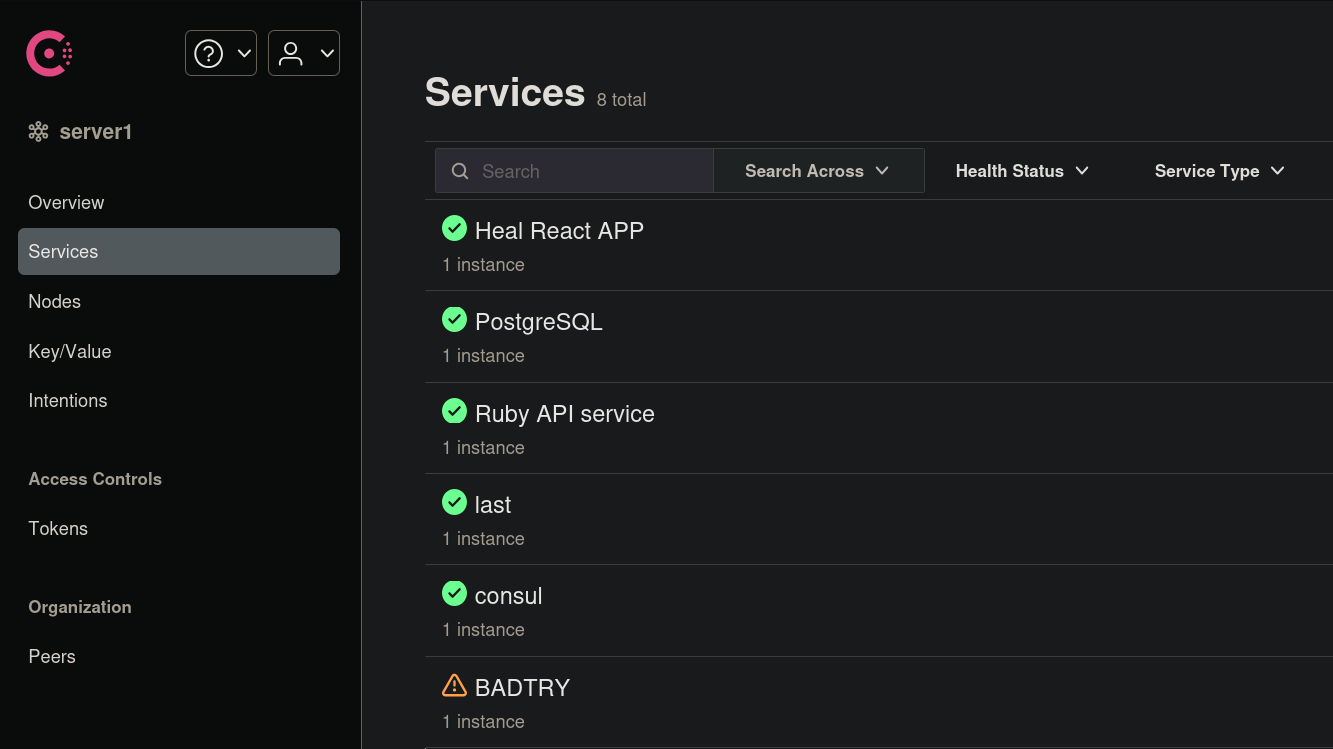 server1
Overview
Services
Nodes
Key/Value
Intentions
Access Controls
Tokens
Organization
Peers
Services 8 total
Search Search Across Health Status Service Type
Heal React APP
1 instance
PostgreSQL
1 instance
Ruby API service
1 instance
last
1 instance
consul
1 instance
BADTRY
1 instance